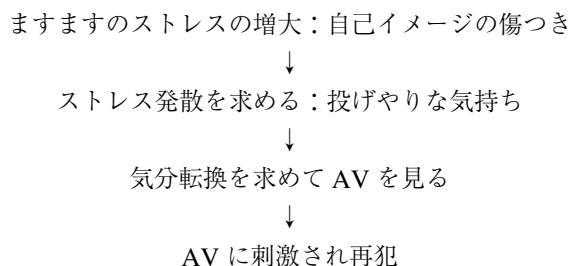 ますますのストレスの増大：自己イメージの傷つき
↓
ストレス発散を求める：投げやりな気持ち
↓
気分転換を求めて AV を見る
↓
AV に刺激され再犯